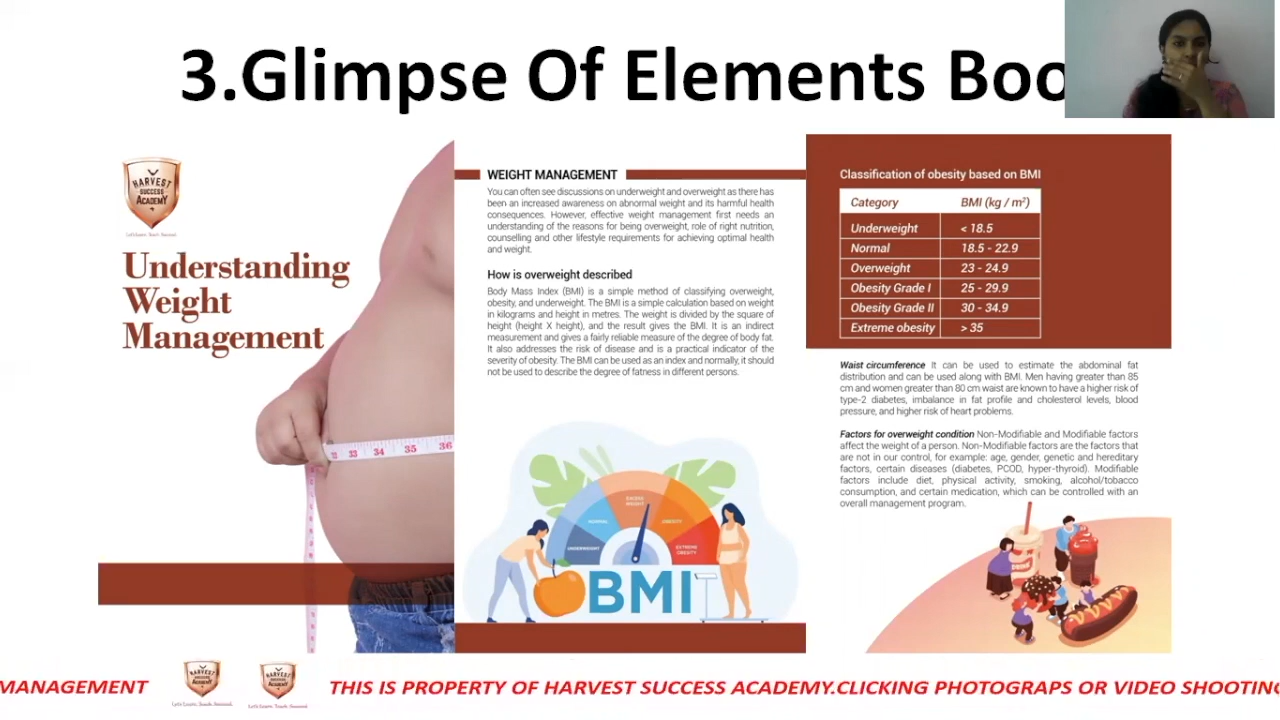 3.Glimpse Of Elements Boo
HARVEST
SUCCESS
ACADEMY
Understanding
Weight
Management
32 33 34 35 36
WEIGHT MANAGEMENT
You can often see discussions on underweight and overweight as there has
been an increased awareness on abnormal weight and its harmful health
consequences. However, effective weight management first needs an
understanding of the reasons for being overweight, role of right nutrition,
counselling and other lifestyle requirements for achieving optimal health
and weight.
How is overweight described
Body Mass Index (BMI) is a simple method of classifying overweight,
obesity, and underweight. The BMI is a simple calculation based on weight
in kilograms and height in metres. The weight is divided by the square of
height (height X height), and the result gives the BMI. It is an indirect
measurement and gives a fairly reliable measure of the degree of body fat.
It also addresses the risk of disease and is a practical indicator of the
severity of obesity. The BMI can be used as an index and normally, it should
not be used to describe the degree of fatness in different persons.
UNDERWEIGHT
NORMAL
EXCESS
WEIGHT
OBESITY
EXTREME
OBESITY
BMI
Classification of obesity based on BMI
Category BMI (kg / m²)
Underweight < 18.5
Normal 18.5 - 22.9
Overweight 23 - 24.9
Obesity Grade I 25 - 29.9
Obesity Grade II 30 - 34.9
Extreme obesity > 35
Waist circumference It can be used to estimate the abdominal fat
distribution and can be used along with BMI. Men having greater than 85
cm and women greater than 80 cm waist are known to have a higher risk of
type-2 diabetes, imbalance in fat profile and cholesterol levels, blood
pressure, and higher risk of heart problems.
Factors for overweight condition Non-Modifiable and Modifiable factors
affect the weight of a person. Non-Modifiable factors are the factors that
are not in our control, for example: age, gender, genetic and hereditary
factors, certain diseases (diabetes, PCOD, hyper-thyroid). Modifiable
factors include diet, physical activity, smoking, alcohol/tobacco
consumption, and certain medication, which can be controlled with an
overall management program.
MANAGEMENT THIS IS PROPERTY OF HARVEST SUCCESS ACADEMY.CLICKING PHOTOGRAPS OR VIDEO SHOOTING